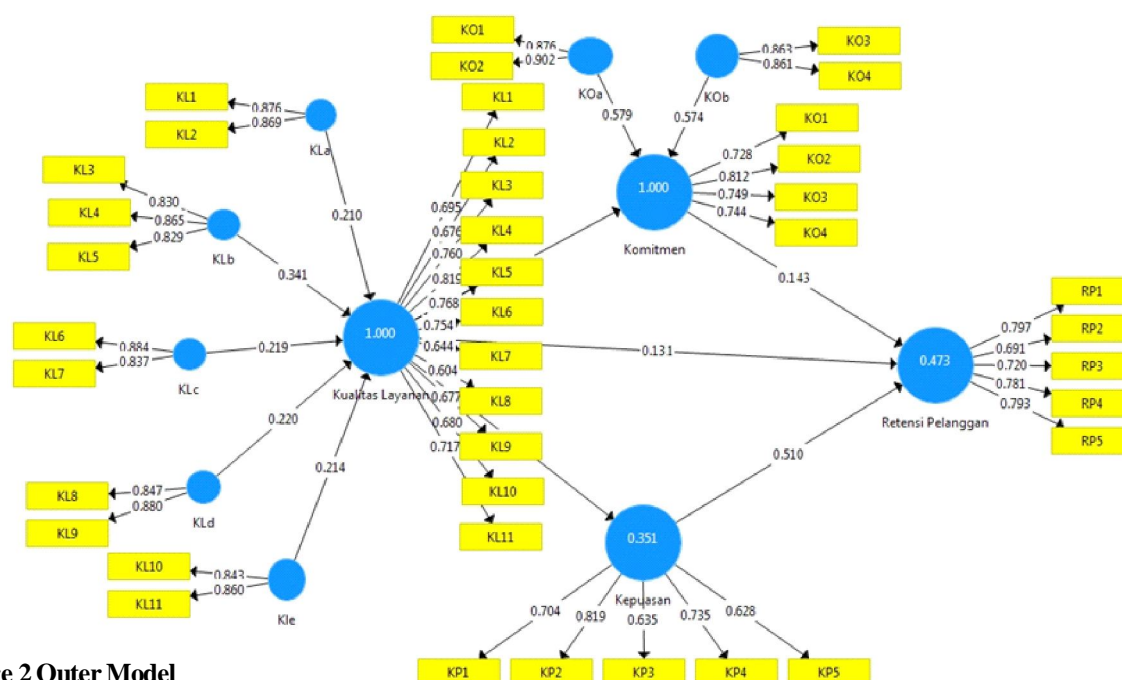 KO1
KO2
0.876
0.902
KOa
KOb
0.863
0.861
KO3
KO4
0.579
0.574
KL1
KL2
0.876
0.869
KLa
KL3
KL4
KL5
0.830
0.865
0.829
KLb
0.210
0.341
KL6
KL7
0.884
0.837
KLc
0.219
KL8
KL9
0.847
0.880
KLd
0.220
KL10
KL11
0.843
0.860
Kle
0.214
1.000
Kualitas Layanan
0.695
0.676
0.760
0.819
0.768
0.754
0.644
0.604
0.677
0.680
0.717
KL1
KL2
KL3
KL4
KL5
KL6
KL7
KL8
KL9
KL10
KL11
1.000
Komitmen
0.728
0.812
0.749
0.744
KO1
KO2
KO3
KO4
0.143
0.131
0.510
0.473
Retensi Pelanggan
0.797
0.691
0.720
0.781
0.793
RP1
RP2
RP3
RP4
RP5
0.351
Kepuasan
0.704
0.819
0.635
0.735
0.628
KP1
KP2
KP3
KP4
KP5
e 2 Outer Model